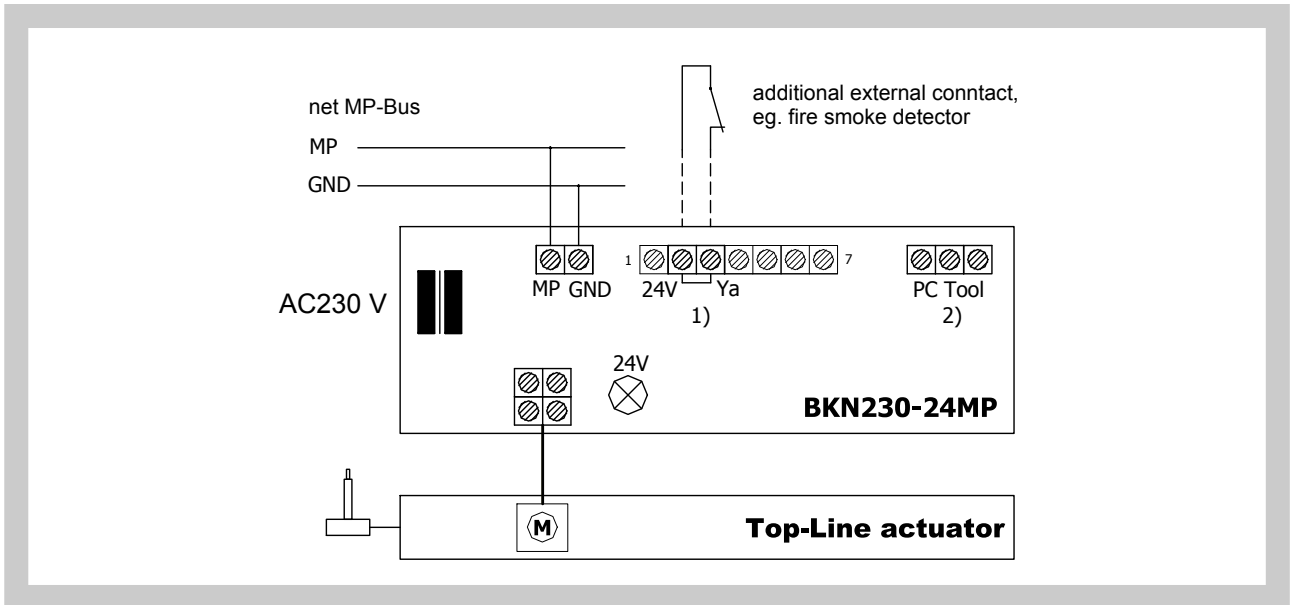 net MP-Bus
additional external conntact,
eg. fire smoke detector
MP
GND
1 7
MP GND 24V Ya PC Tool
1) 2)
AC230 V
24V
BKN230-24MP
M
Top-Line actuator